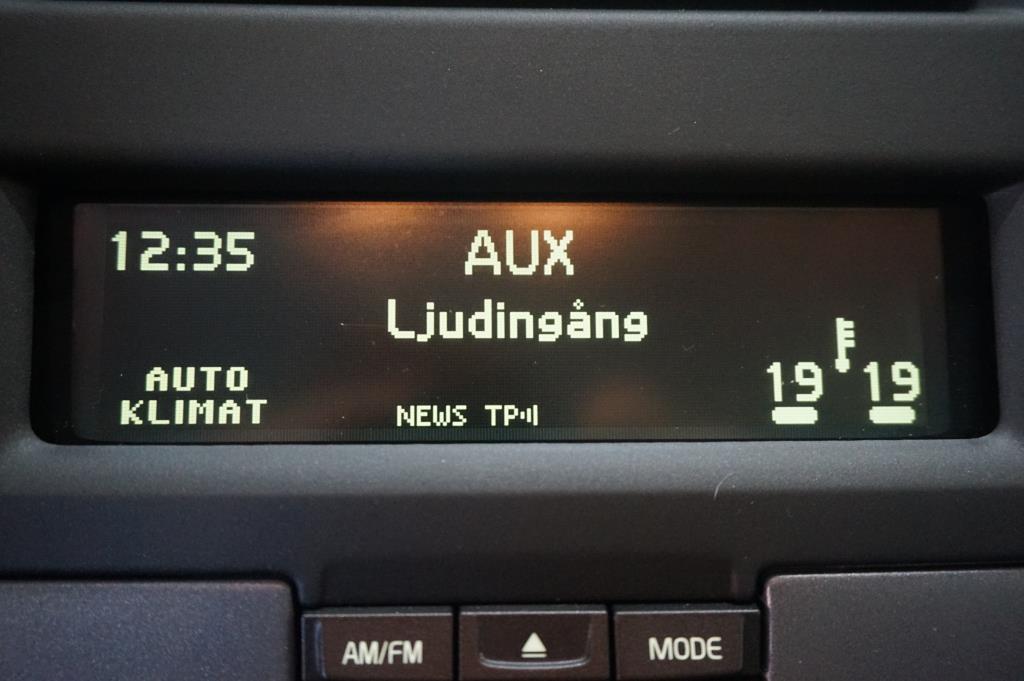 12:35
AUX
Ljudingång
AUTO
KLIMAT
NEWS TP
19 19
AM/FM
MODE